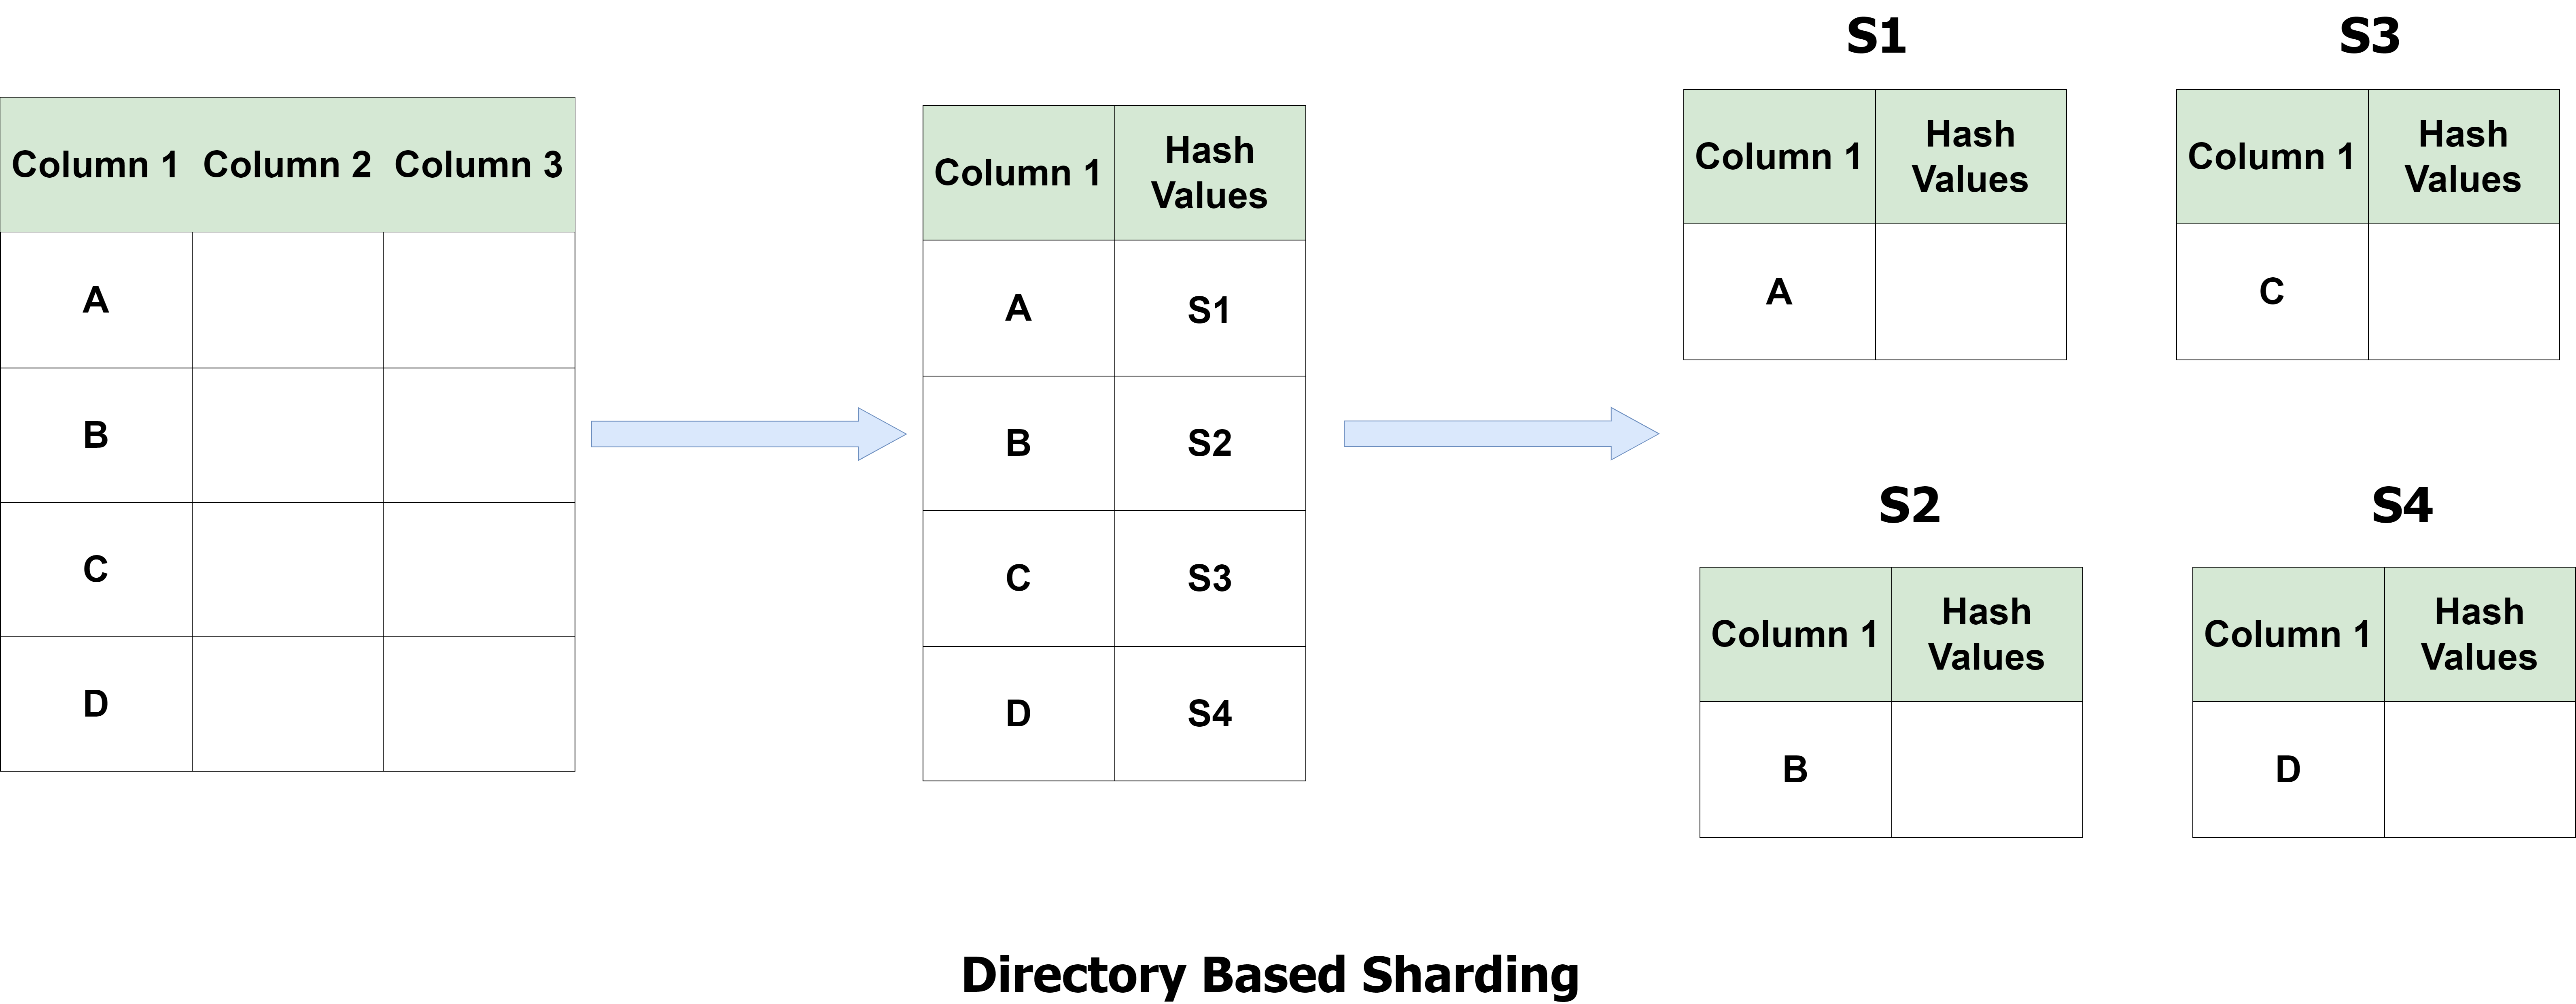 Column 1 Column 2 Column 3
A
B
C
D
Column 1
Hash
Values
A S1
B S2
C S3
D S4
S1
Column 1
Hash
Values
A
S3
Column 1
Hash
Values
C
S2
Column 1
Hash
Values
B
S4
Column 1
Hash
Values
D
Directory Based Sharding